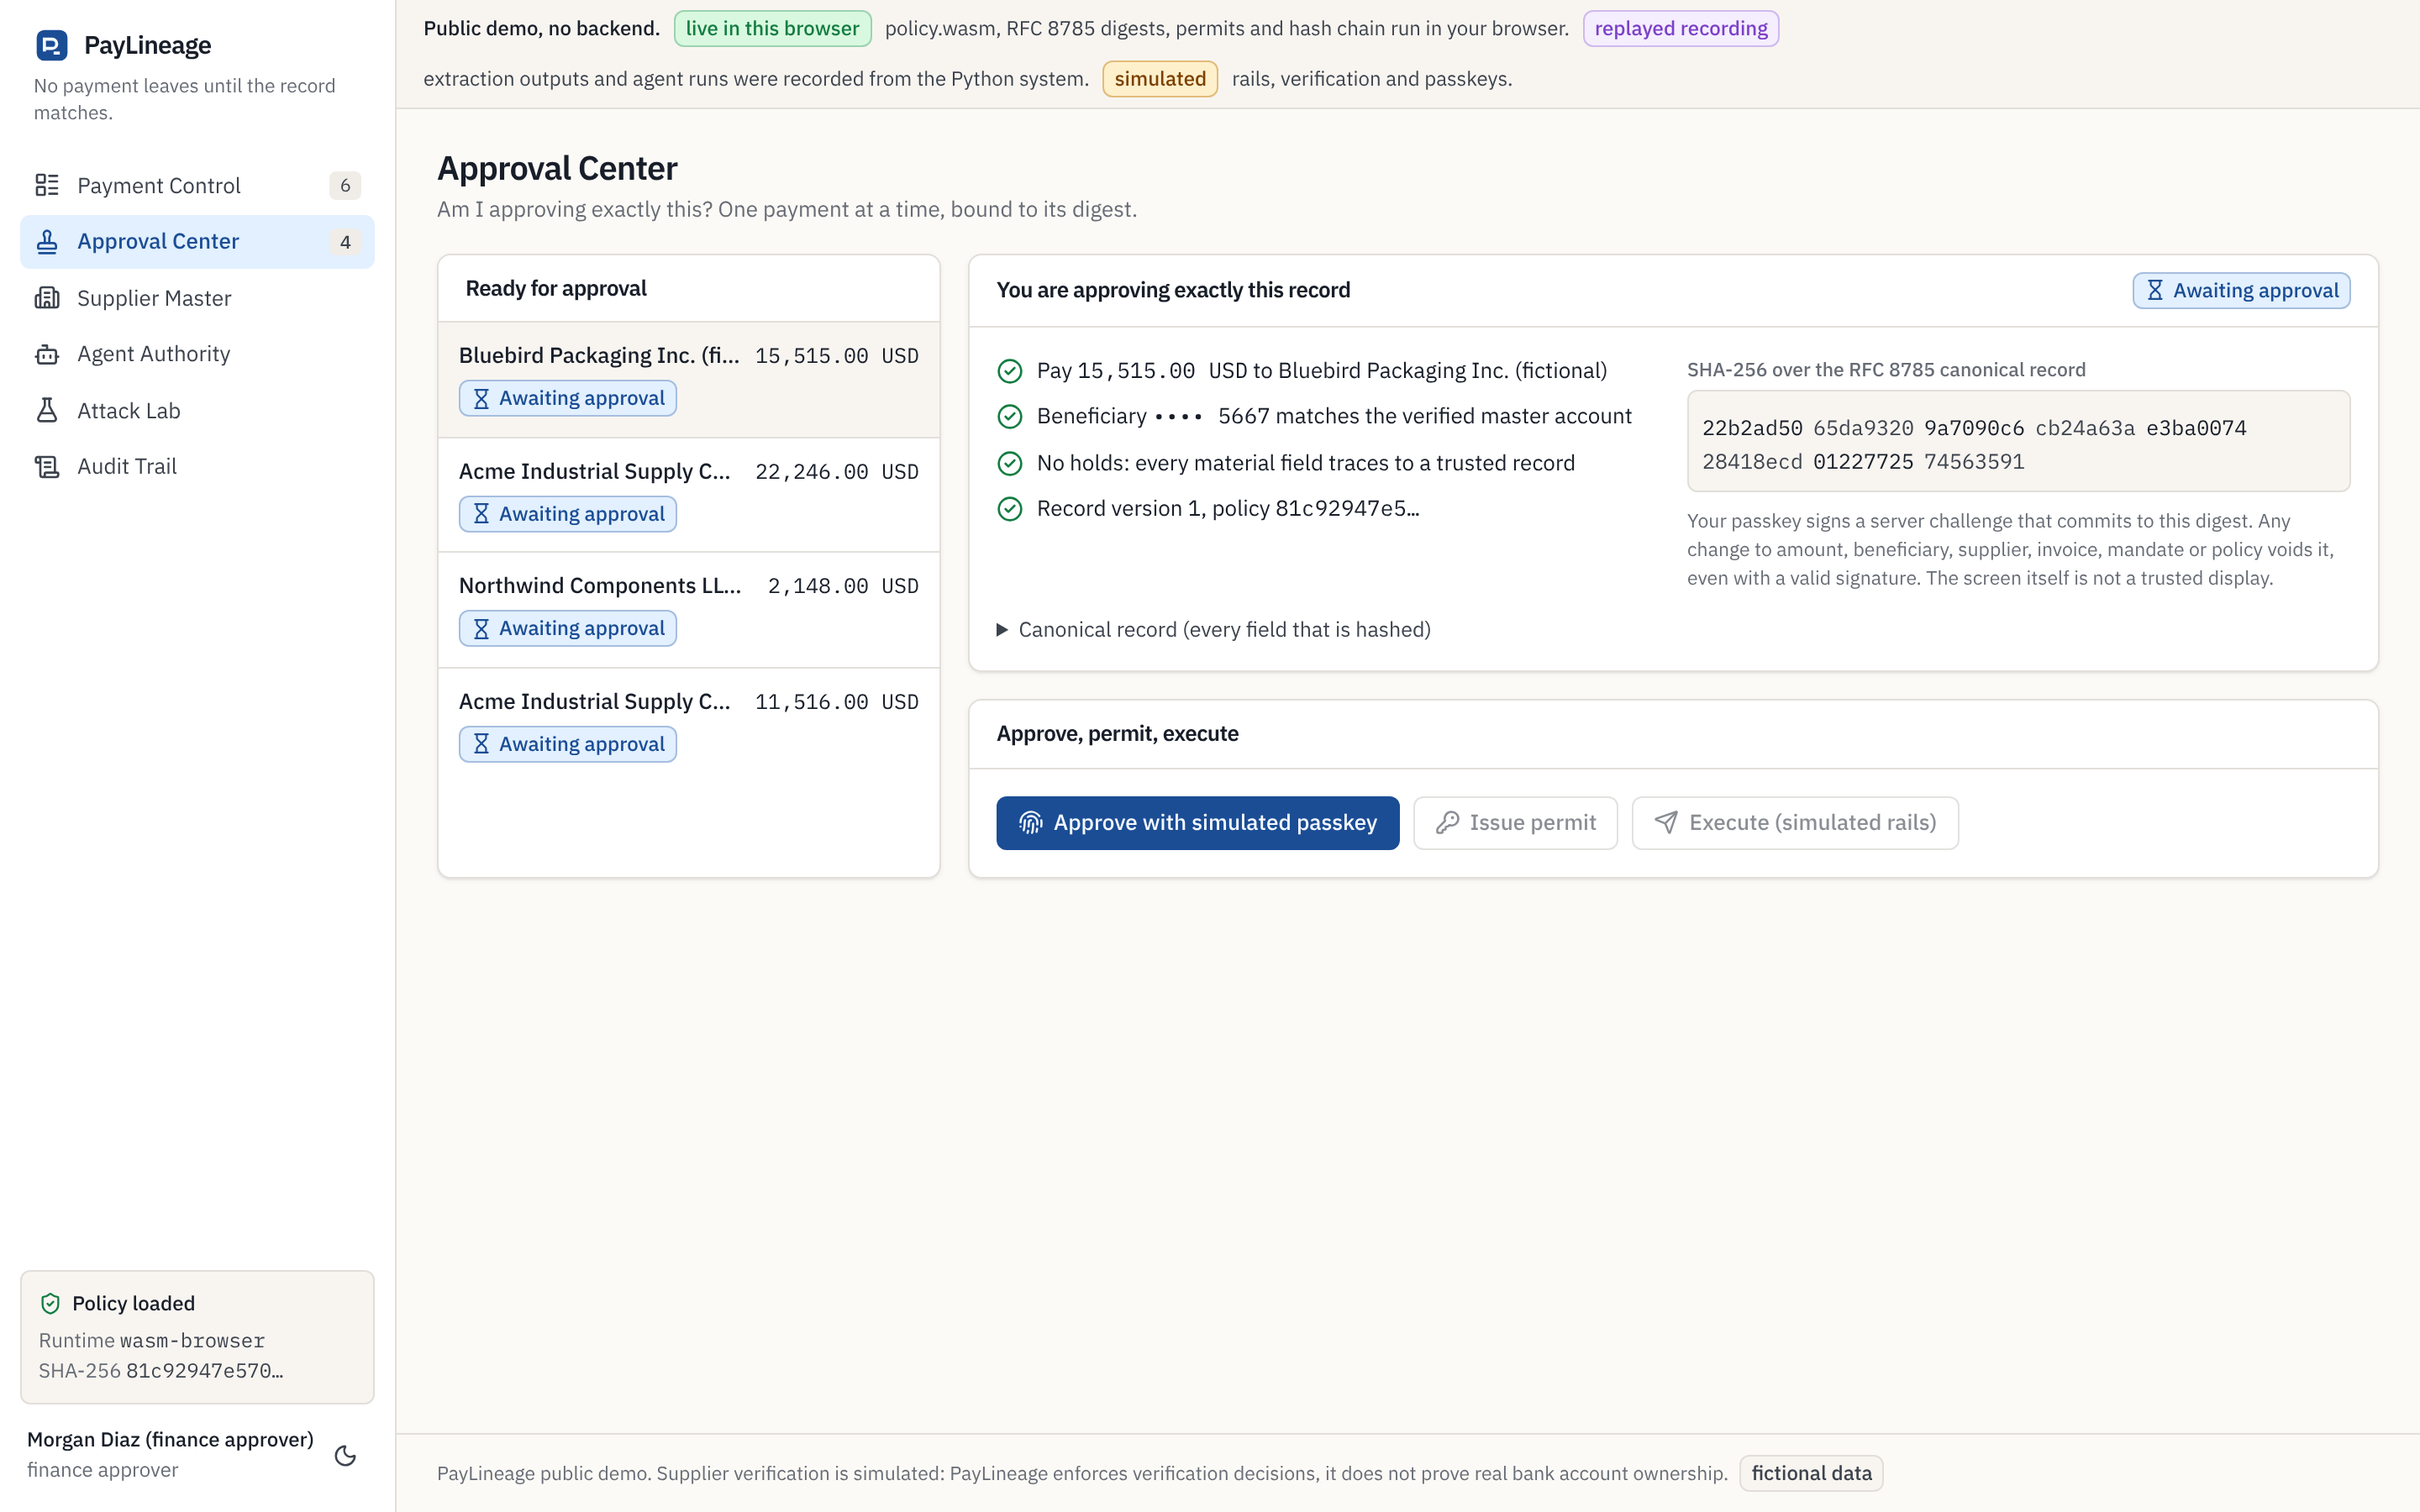 PayLineage
No payment leaves until the record
matches.
Payment Control 6
Approval Center 4
Supplier Master
Agent Authority
Attack Lab
Audit Trail
Policy loaded
Runtime wasm-browser
SHA-256 81c92947e570…
Morgan Diaz (finance approver)
finance approver
Public demo, no backend. live in this browser policy.wasm, RFC 8785 digests, permits and hash chain run in your browser. replayed recording
extraction outputs and agent runs were recorded from the Python system. simulated rails, verification and passkeys.
Approval Center
Am I approving exactly this? One payment at a time, bound to its digest.
Ready for approval
Bluebird Packaging Inc. (fi... 15,515.00 USD
Awaiting approval
Acme Industrial Supply C... 22,246.00 USD
Awaiting approval
Northwind Components LL... 2,148.00 USD
Awaiting approval
Acme Industrial Supply C... 11,516.00 USD
Awaiting approval
You are approving exactly this record Awaiting approval
Pay 15,515.00 USD to Bluebird Packaging Inc. (fictional)
Beneficiary •••• 5667 matches the verified master account
No holds: every material field traces to a trusted record
Record version 1, policy 81c92947e5…
SHA-256 over the RFC 8785 canonical record
22b2ad50 65da9320 9a7090c6 cb24a63a e3ba0074
28418ecd 01227725 74563591
Your passkey signs a server challenge that commits to this digest. Any
change to amount, beneficiary, supplier, invoice, mandate or policy voids it,
even with a valid signature. The screen itself is not a trusted display.
Canonical record (every field that is hashed)
Approve, permit, execute
Approve with simulated passkey Issue permit Execute (simulated rails)
PayLineage public demo. Supplier verification is simulated: PayLineage enforces verification decisions, it does not prove real bank account ownership. fictional data